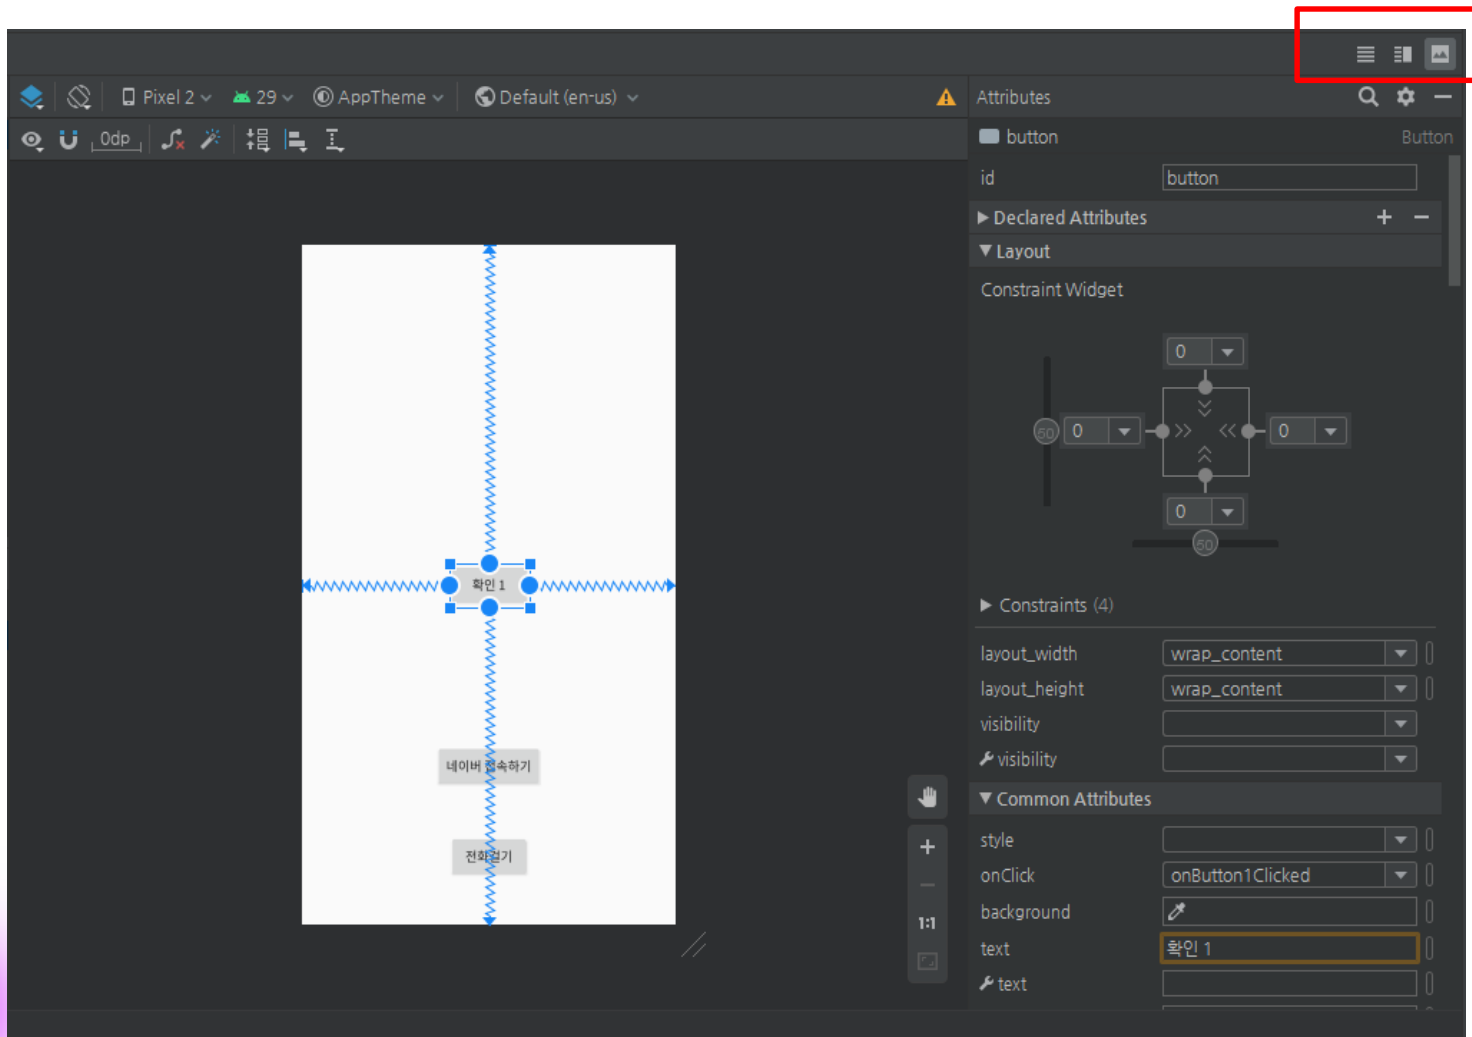 Pixel 2 29 AppTheme Default (en-us) Attributes
0dp
button Button
id button
Declared Attributes
Layout
Constraint Widget
0
50 0 0
0
50
확인 1
Constraints (4)
layout_width wrap_content
layout_height wrap_content
visibility
visibility
네이버 접속하기
Common Attributes
style
전화걸기
onClick onButton1Clicked
background
1:1
text 확인 1
text